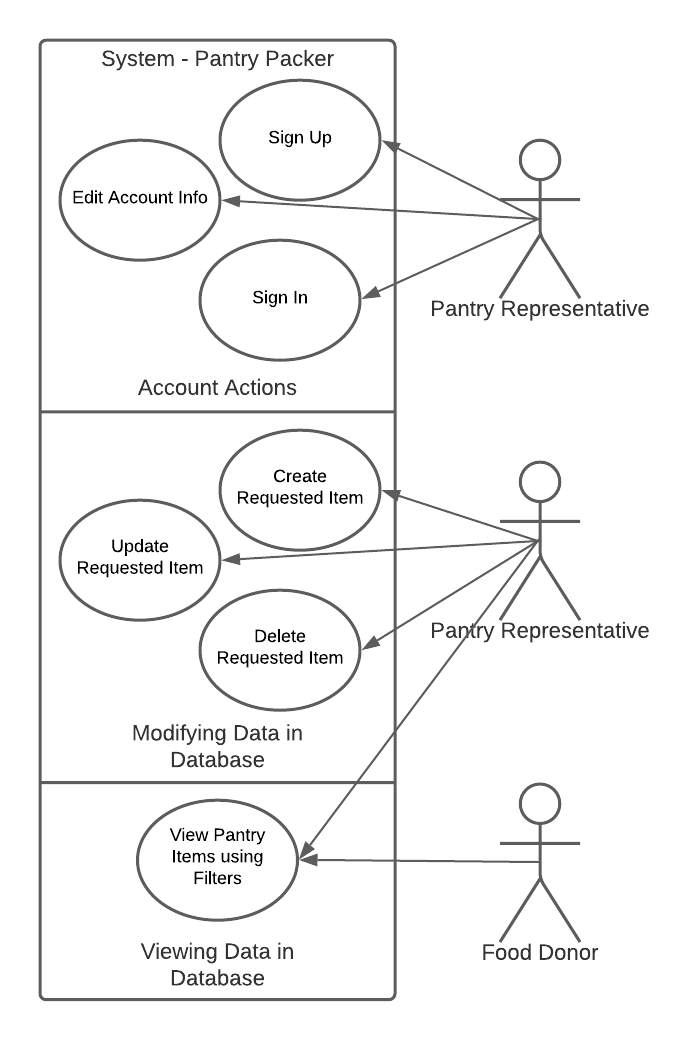 System - Pantry Packer
Sign Up
Edit Account Info
Sign In
Pantry Representative
Account Actions
Create
Requested Item
Update
Requested Item
Delete
Requested Item
Pantry Representative
Modifying Data in
Database
View Pantry
Items using
Filters
Viewing Data in
Database
Food Donor